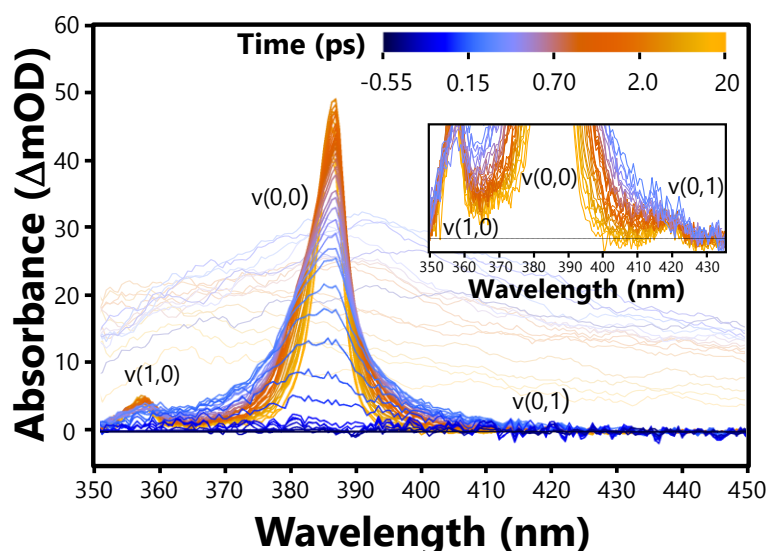 Time (ps)
-0.55 0.15 0.70 2.0 20
Absorbance (ΔmOD)
60
50
40
30
20
10
0
v(0,0)
v(1,0)
v(0,1)
v(0,0)
v(0,1)
v(1,0)
350 360 370 380 390 400 410 420 430
Wavelength (nm)
350 360 370 380 390 400 410 420 430 440 450
Wavelength (nm)